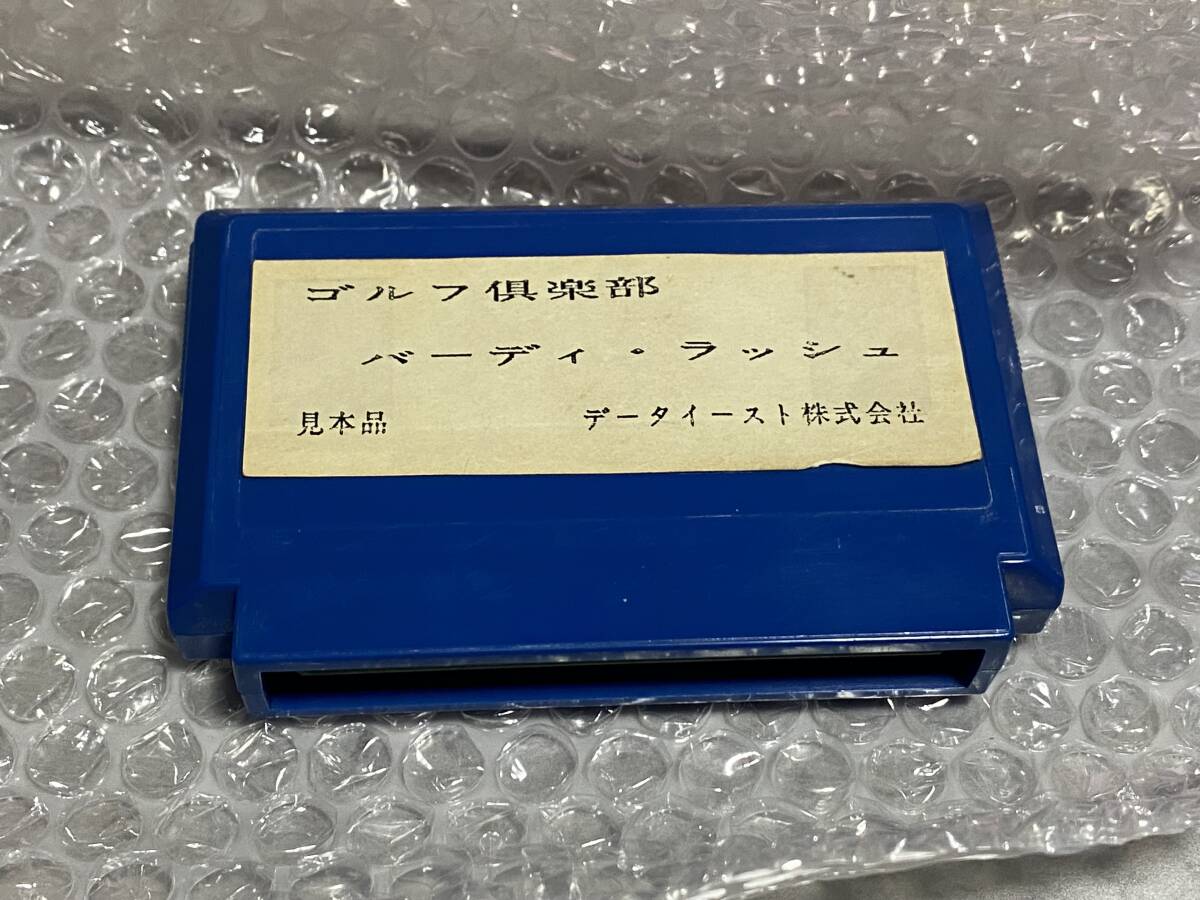 ゴルフ倶楽部
バーディ・ラッシュ
見本品 データイースト株式会社